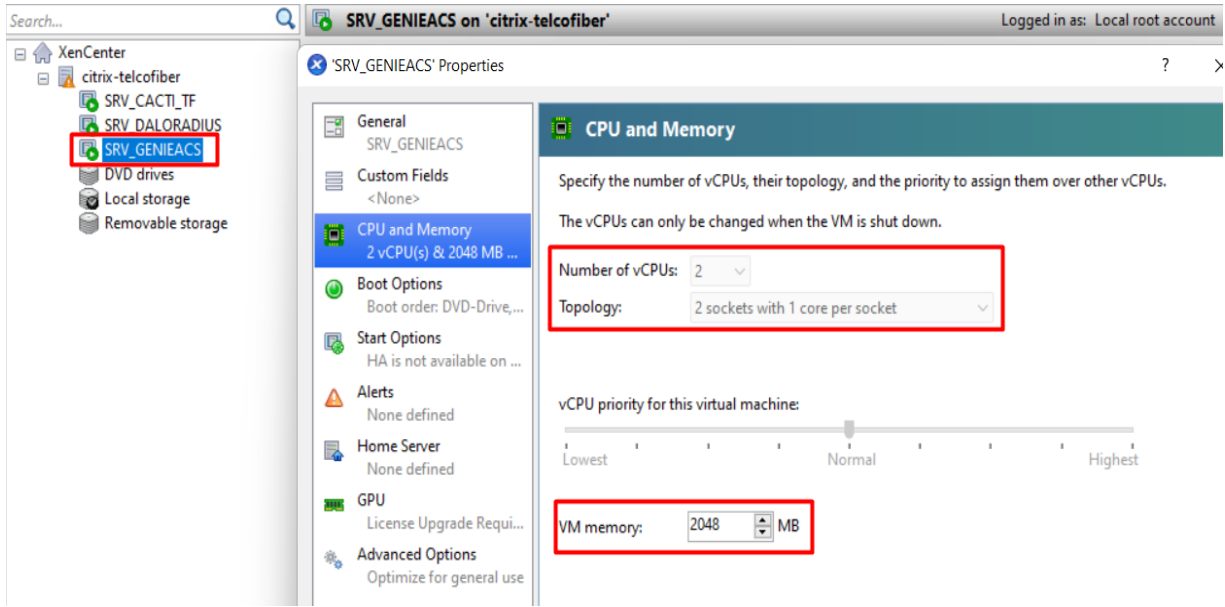 Search...
SRV_GENIEACS on 'citrix-telcofiber'
Logged in as: Local root account
XenCenter
citrix-telcofiber
SRV_CACTI_TF
SRV_DALORADIUS
SRV_GENIEACS
DVD drives
Local storage
Removable storage
'SRV_GENIEACS' Properties
?
General
SRV_GENIEACS
Custom Fields
<None>
CPU and Memory
2 vCPU(s) & 2048 MB ...
Boot Options
Boot order: DVD-Drive,...
Start Options
HA is not available on ...
Alerts
None defined
Home Server
None defined
GPU
License Upgrade Requi...
Advanced Options
Optimize for general use
CPU and Memory
Specify the number of vCPUs, their topology, and the priority to assign them over other vCPUs.
The vCPUs can only be changed when the VM is shut down.
Number of vCPUs: 2
Topology: 2 sockets with 1 core per socket
vCPU priority for this virtual machine:
Lowest Normal Highest
VM memory: 2048 MB